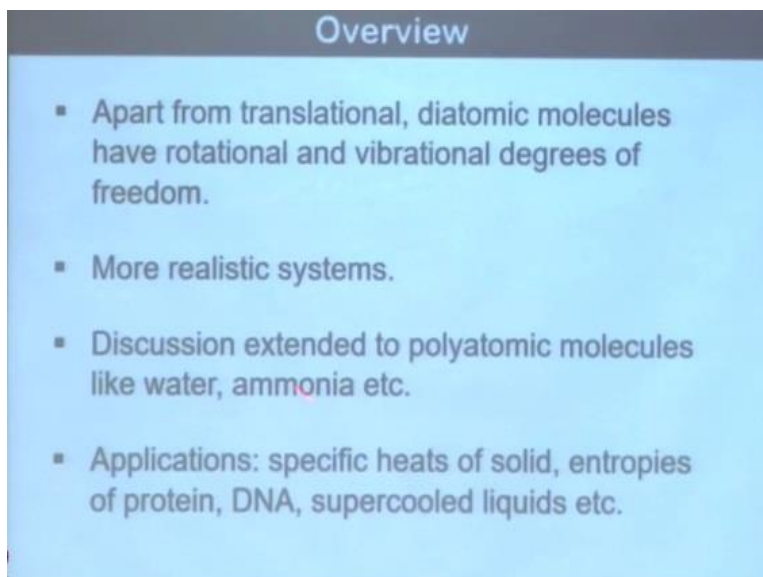 Overview
▪ Apart from translational, diatomic molecules
have rotational and vibrational degrees of
freedom.
▪ More realistic systems.
▪ Discussion extended to polyatomic molecules
like water, ammonia etc.
▪ Applications: specific heats of solid, entropies
of protein, DNA, supercooled liquids etc.